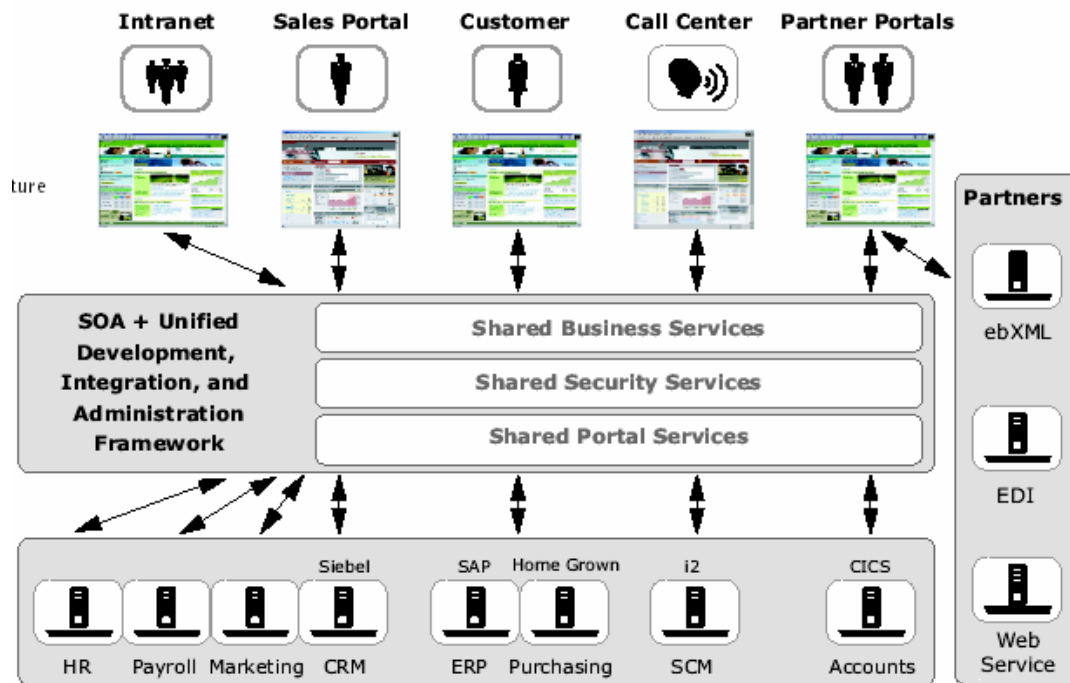 Intranet
Sales Portal
Customer
Call Center
Partner Portals
ture
Partners
SOA + Unified
Development,
Integration, and
Administration
Framework
Shared Business Services
Shared Security Services
Shared Portal Services
ebXML
EDI
Web
Service
Siebel
SAP
Home Grown
i2
CICS
HR
Payroll
Marketing
CRM
ERP
Purchasing
SCM
Accounts